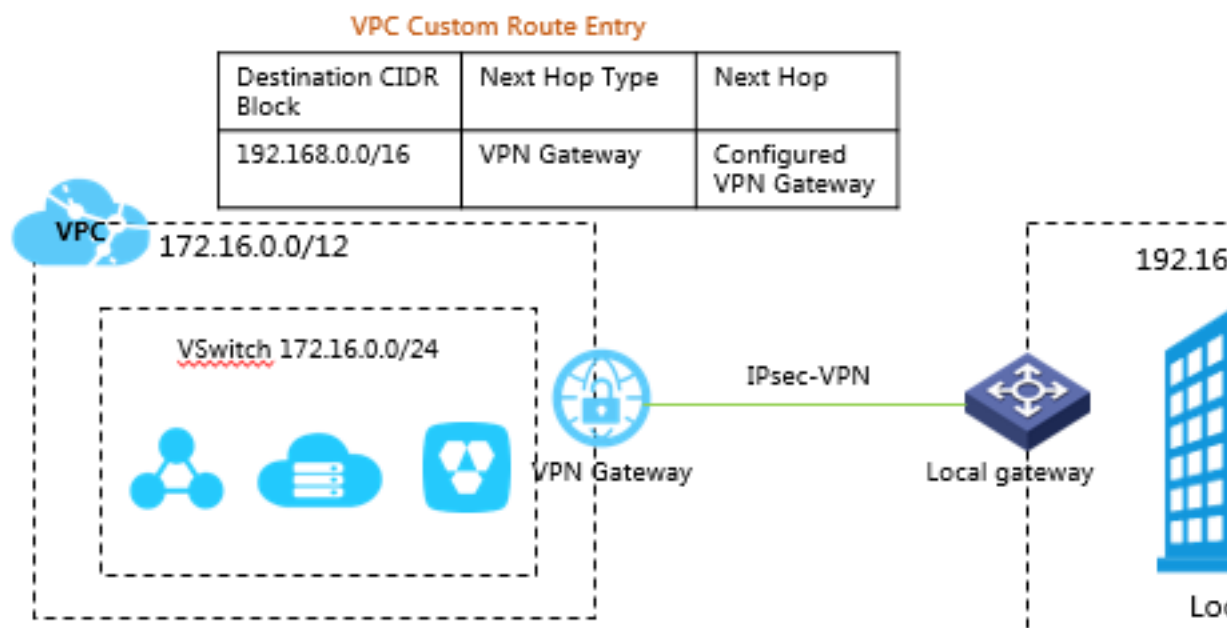 VPC Custom Route Entry
Destination CIDR Block
Next Hop Type
Next Hop
192.168.0.0/16
VPN Gateway
Configured VPN Gateway
VPC
172.16.0.0/12
192.16
VSwitch 172.16.0.0/24
IPsec-VPN
VPN Gateway
Local gateway